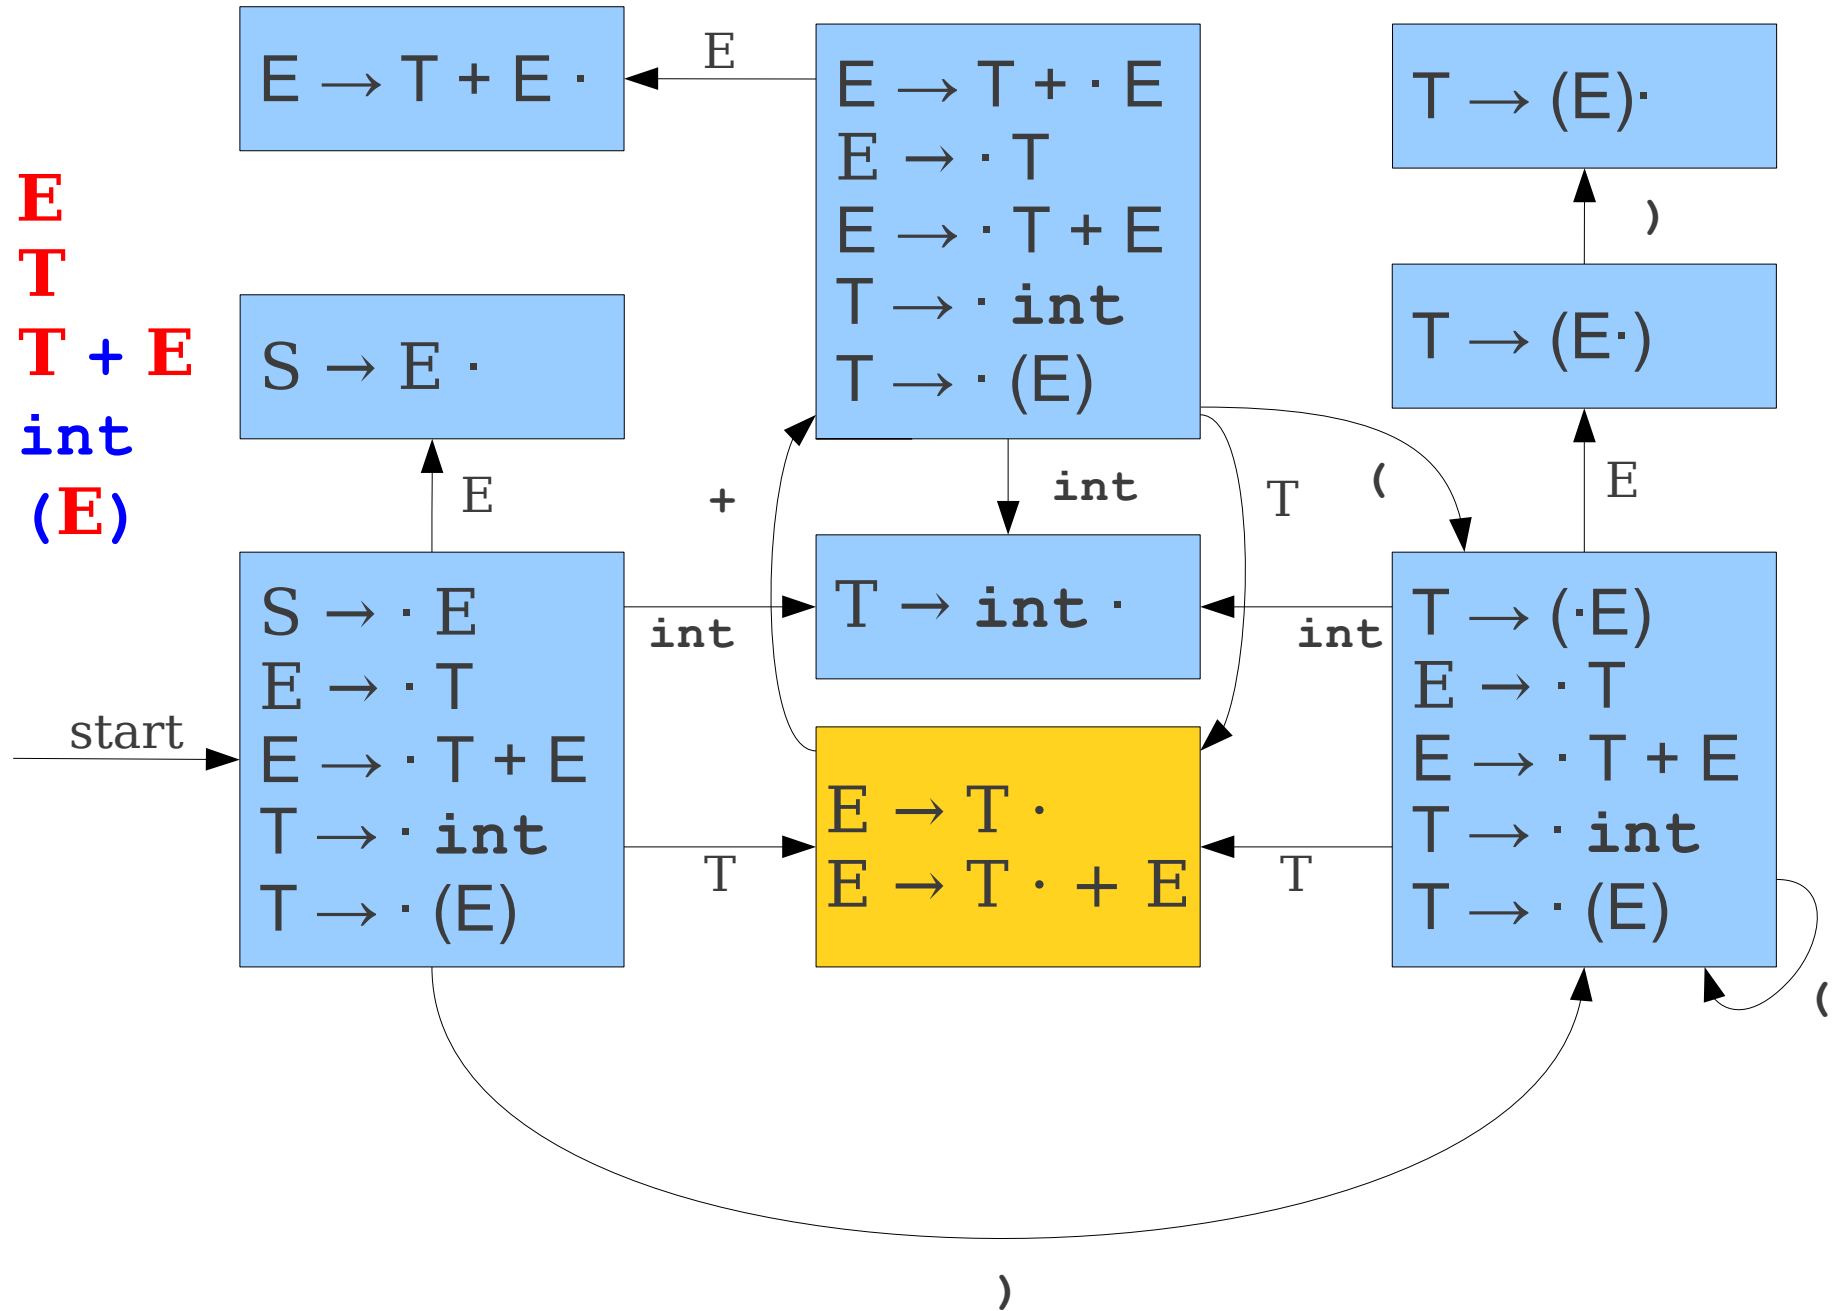 E
T
T + E
int
(E)
E → T + E ·
E
E → T + · E
E → · T
E → · T + E
T → · int
T → · (E)
T → (E)·
)
T → (E·)
S → E ·
E
+
int
T
(
E
start
S → · E
E → · T
E → · T + E
T → · int
T → · (E)
int
T → int ·
int
T → (·E)
E → · T
E → · T + E
T → · int
T → · (E)
T
E → T ·
E → T · + E
T
(
)